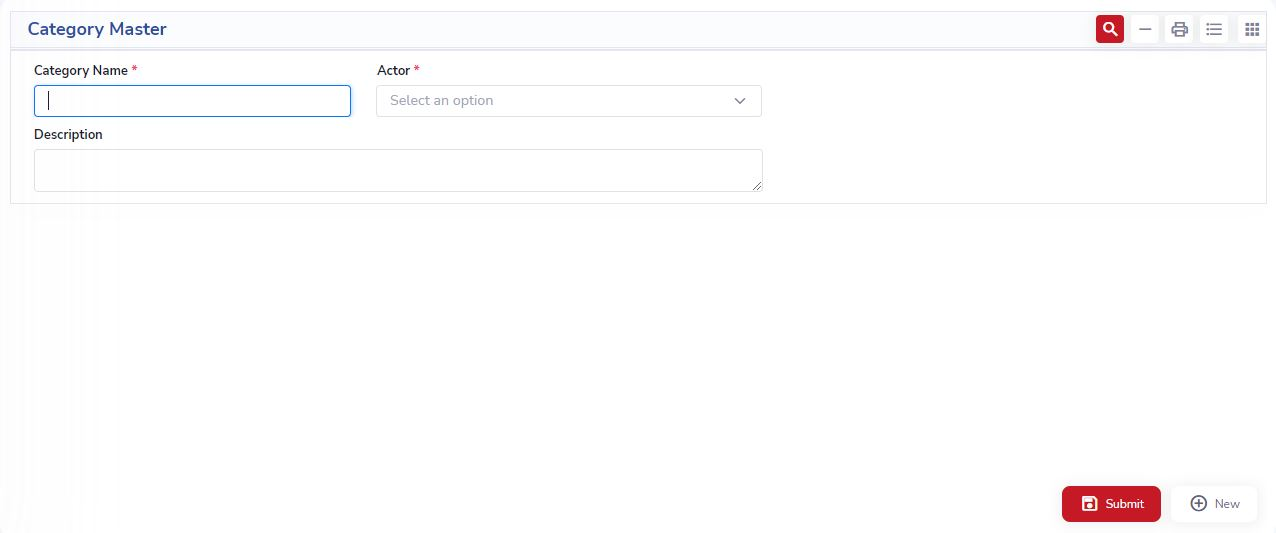 Category Master
Category Name * Actor *
Select an option
Description
Submit New